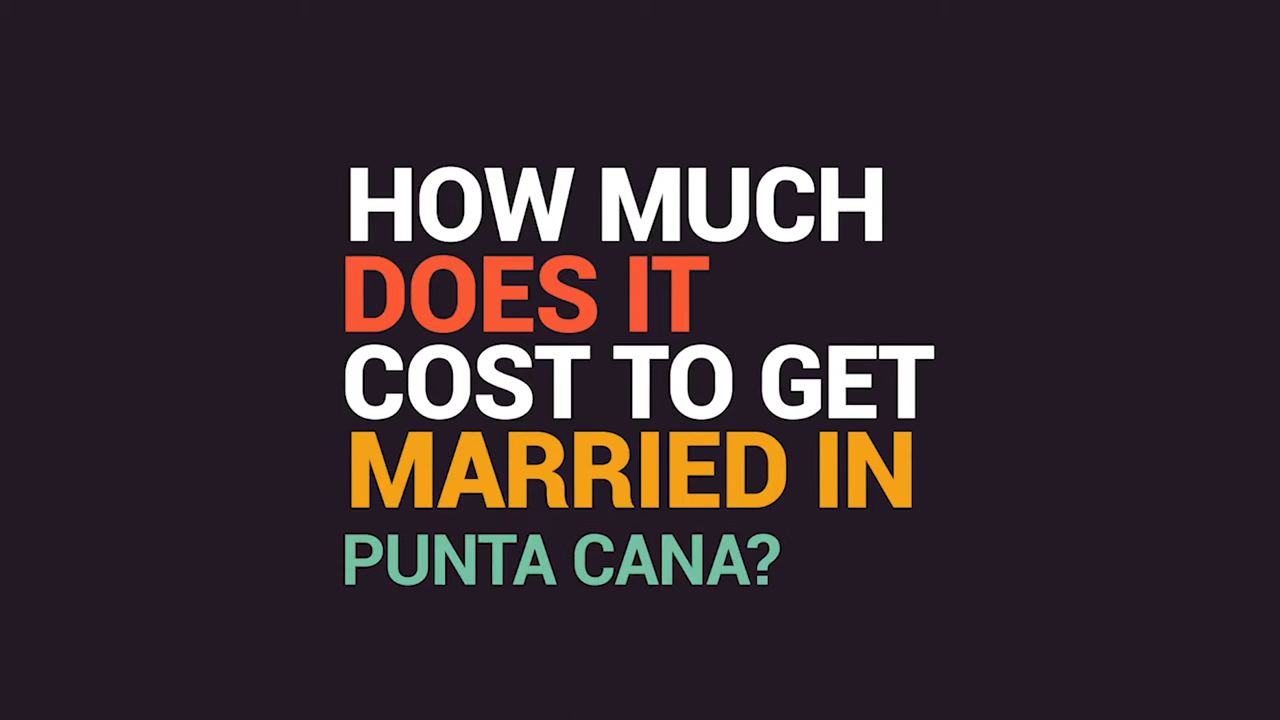 HOW MUCH
DOES IT
COST TO GET
MARRIED IN
PUNTA CANA?